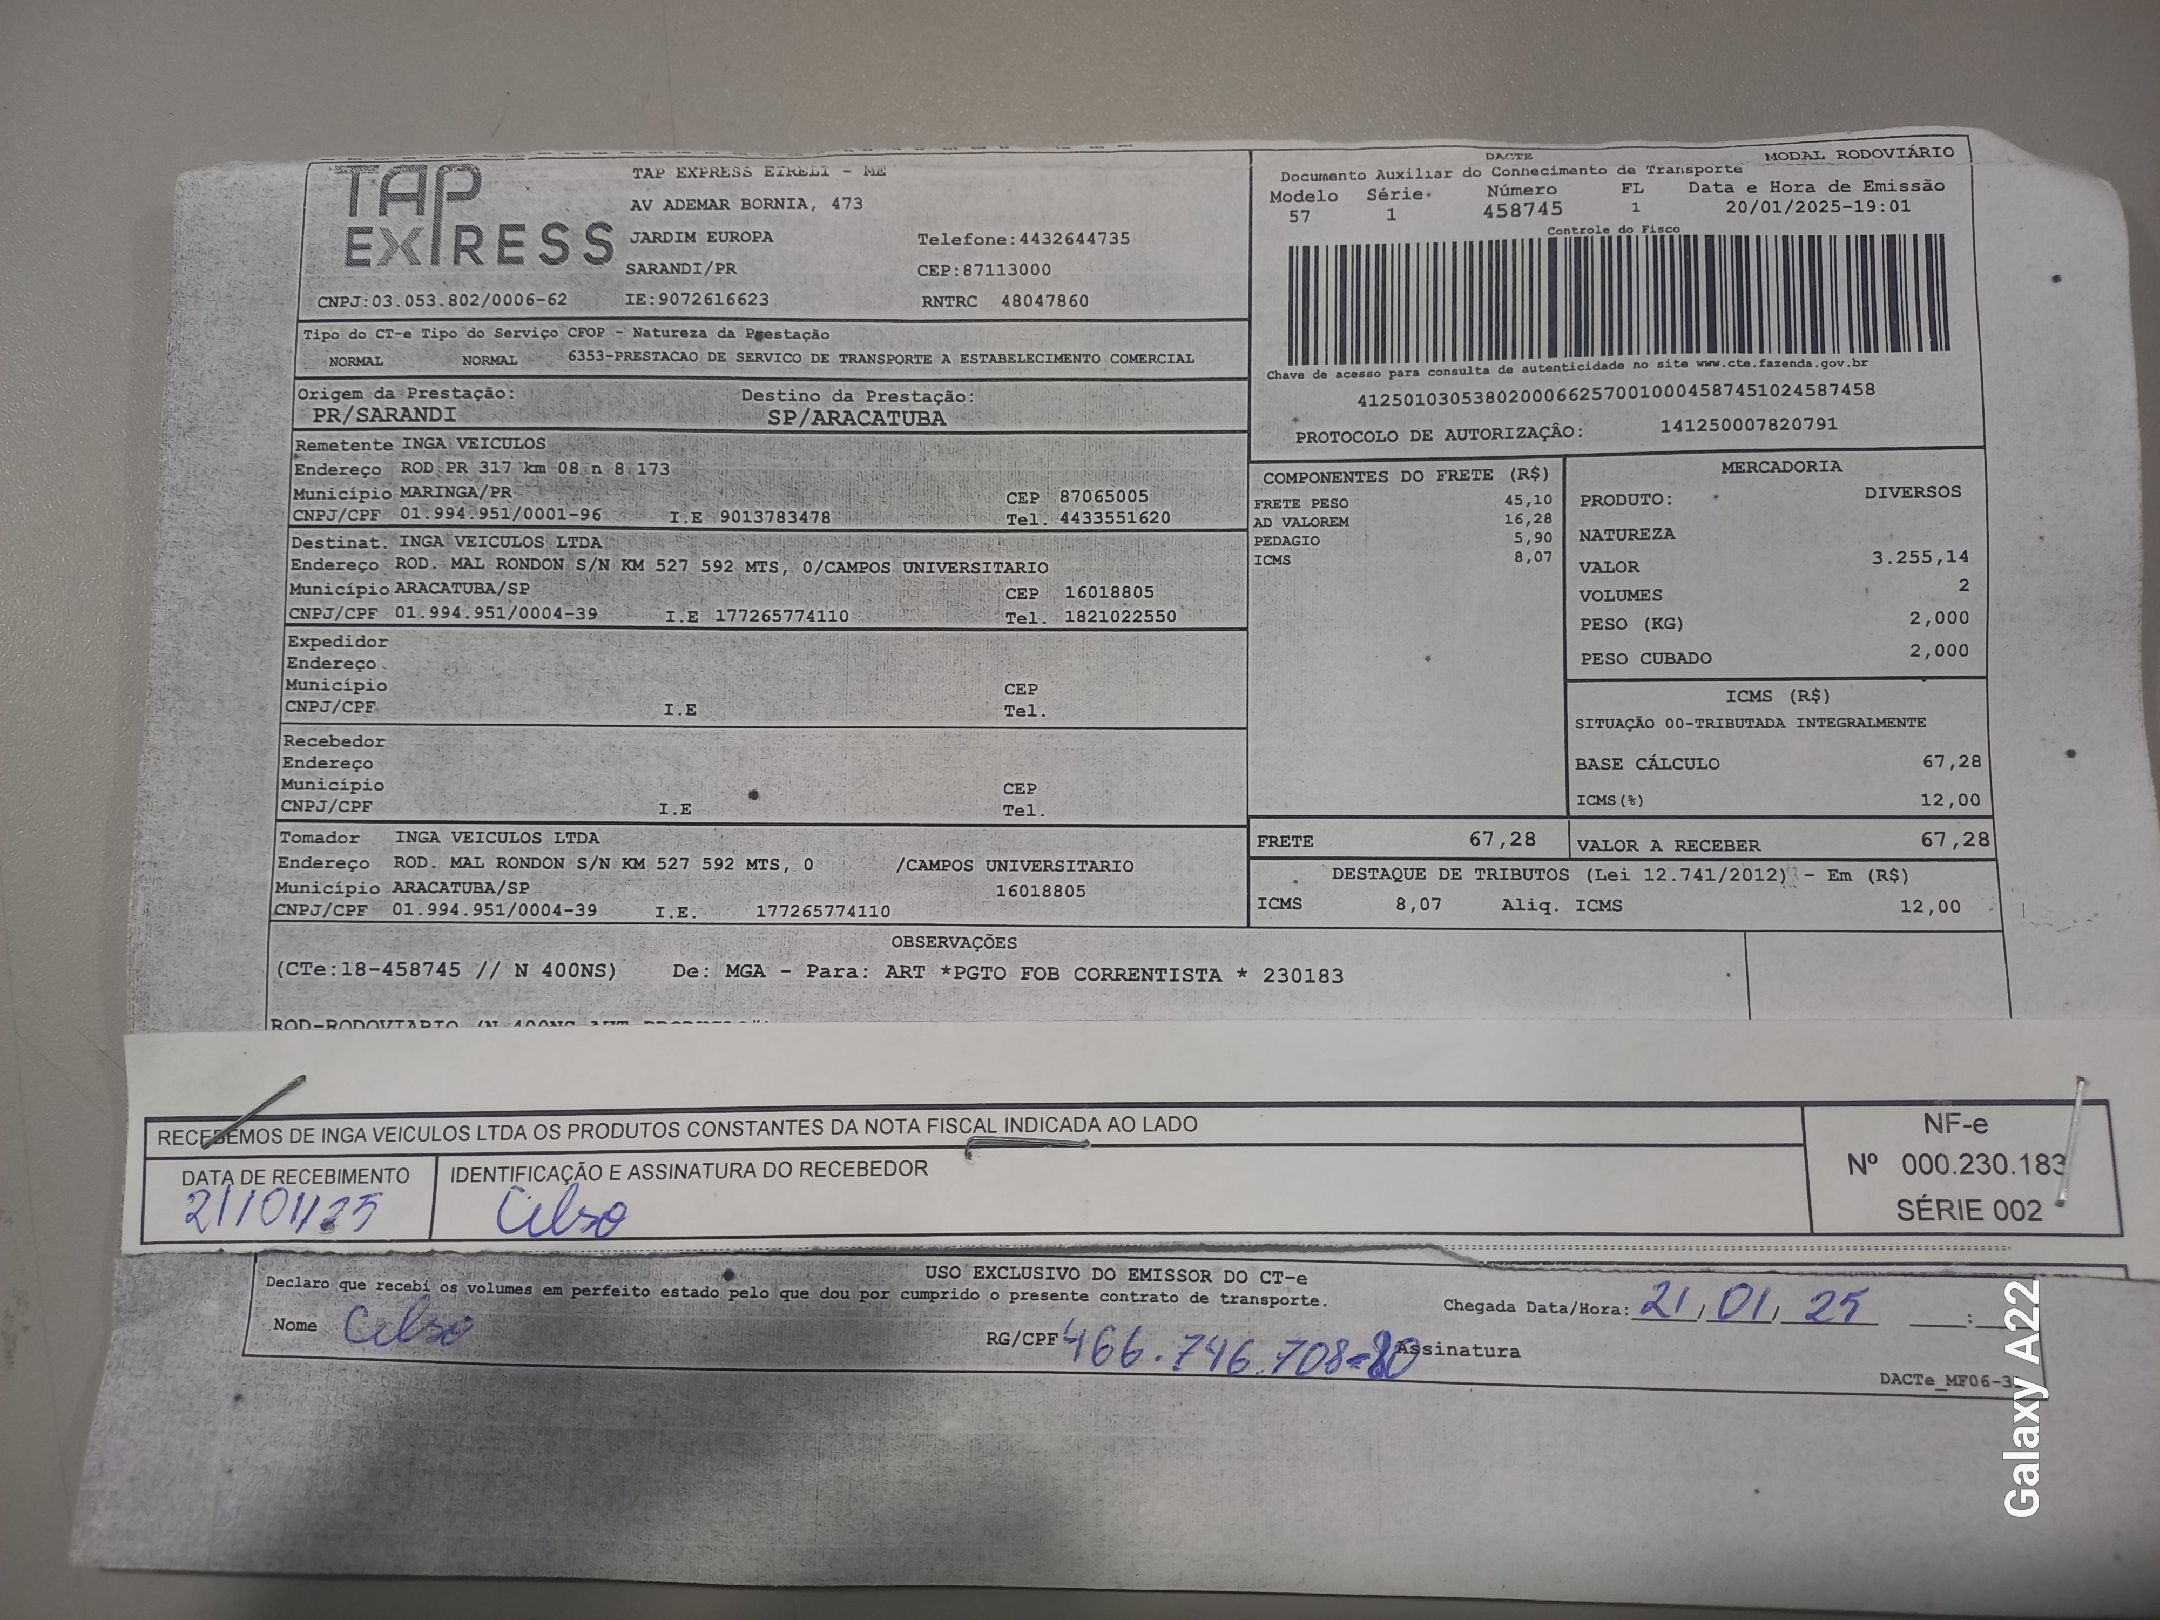 TAP EXPRESS
TAP EXPRESS EIRELI - ME
AV ADEMAR BORNIA, 473
JARDIM EUROPA Telefone:4432644735
SARANDI/PR CEP:87113000
CNPJ:03.053.802/0006-62 IE:9072616623 RNTRC 48047860
DACTE MODAL RODOVIÁRIO
Documento Auxiliar do Conhecimento de Transporte
Modelo Série Número FL Data e Hora de Emissão
57 1 458745 1 20/01/2025-19:01
Controle do Fisco
Chave de acesso para consulta de autenticidade no site www.cte.fazenda.gov.br
41250103053802000662570010004587451024587458
PROTOCOLO DE AUTORIZAÇÃO: 141250007820791
Tipo do CT-e Tipo do Serviço CFOP - Natureza da Prestação
NORMAL NORMAL 6353-PRESTACAO DE SERVICO DE TRANSPORTE A ESTABELECIMENTO COMERCIAL
Origem da Prestação: Destino da Prestação:
PR/SARANDI SP/ARACATUBA
Remetente INGA VEICULOS
Endereço ROD PR 317 km 08 n 8 173
Município MARINGA/PR CEP 87065005
CNPJ/CPF 01.994.951/0001-96 I.E 9013783478 Tel. 4433551620
Destinat. INGA VEICULOS LTDA
Endereço ROD. MAL RONDON S/N KM 527 592 MTS, 0/CAMPOS UNIVERSITARIO
Município ARACATUBA/SP CEP 16018805
CNPJ/CPF 01.994.951/0004-39 I.E 177265774110 Tel. 1821022550
Expedidor
Endereço
Município CEP
CNPJ/CPF I.E Tel.
Recebedor
Endereço
Município CEP
CNPJ/CPF I.E Tel.
Tomador INGA VEICULOS LTDA
Endereço ROD. MAL RONDON S/N KM 527 592 MTS, 0 /CAMPOS UNIVERSITARIO
Município ARACATUBA/SP 16018805
CNPJ/CPF 01.994.951/0004-39 I.E. 177265774110
COMPONENTES DO FRETE (R$)
FRETE PESO 45,10
AD VALOREM 16,28
PEDAGIO 5,90
ICMS 8,07
MERCADORIA
PRODUTO: DIVERSOS
NATUREZA
VALOR 3.255,14
VOLUMES 2
PESO (KG) 2,000
PESO CUBADO 2,000
ICMS (R$)
SITUAÇÃO 00-TRIBUTADA INTEGRALMENTE
BASE CÁLCULO 67,28
ICMS(%) 12,00
FRETE 67,28 VALOR A RECEBER 67,28
DESTAQUE DE TRIBUTOS (Lei 12.741/2012) - Em (R$)
ICMS 8,07 Aliq. ICMS 12,00
OBSERVAÇÕES
(CTe:18-458745 // N 400NS) De: MGA - Para: ART *PGTO FOB CORRENTISTA * 230183
ROD-RODOVIARIO (N 400NS
RECEBEMOS DE INGA VEICULOS LTDA OS PRODUTOS CONSTANTES DA NOTA FISCAL INDICADA AO LADO
DATA DE RECEBIMENTO IDENTIFICAÇÃO E ASSINATURA DO RECEBEDOR
21/01/25 Celso
NF-e
Nº 000.230.183
SÉRIE 002
USO EXCLUSIVO DO EMISSOR DO CT-e
Declaro que recebi os volumes em perfeito estado pelo que dou por cumprido o presente contrato de transporte.
Chegada Data/Hora: 21/01/25 :
Nome Celso RG/CPF 466.746.708-80 Assinatura
DACTe_MF06-3
Galaxy A22